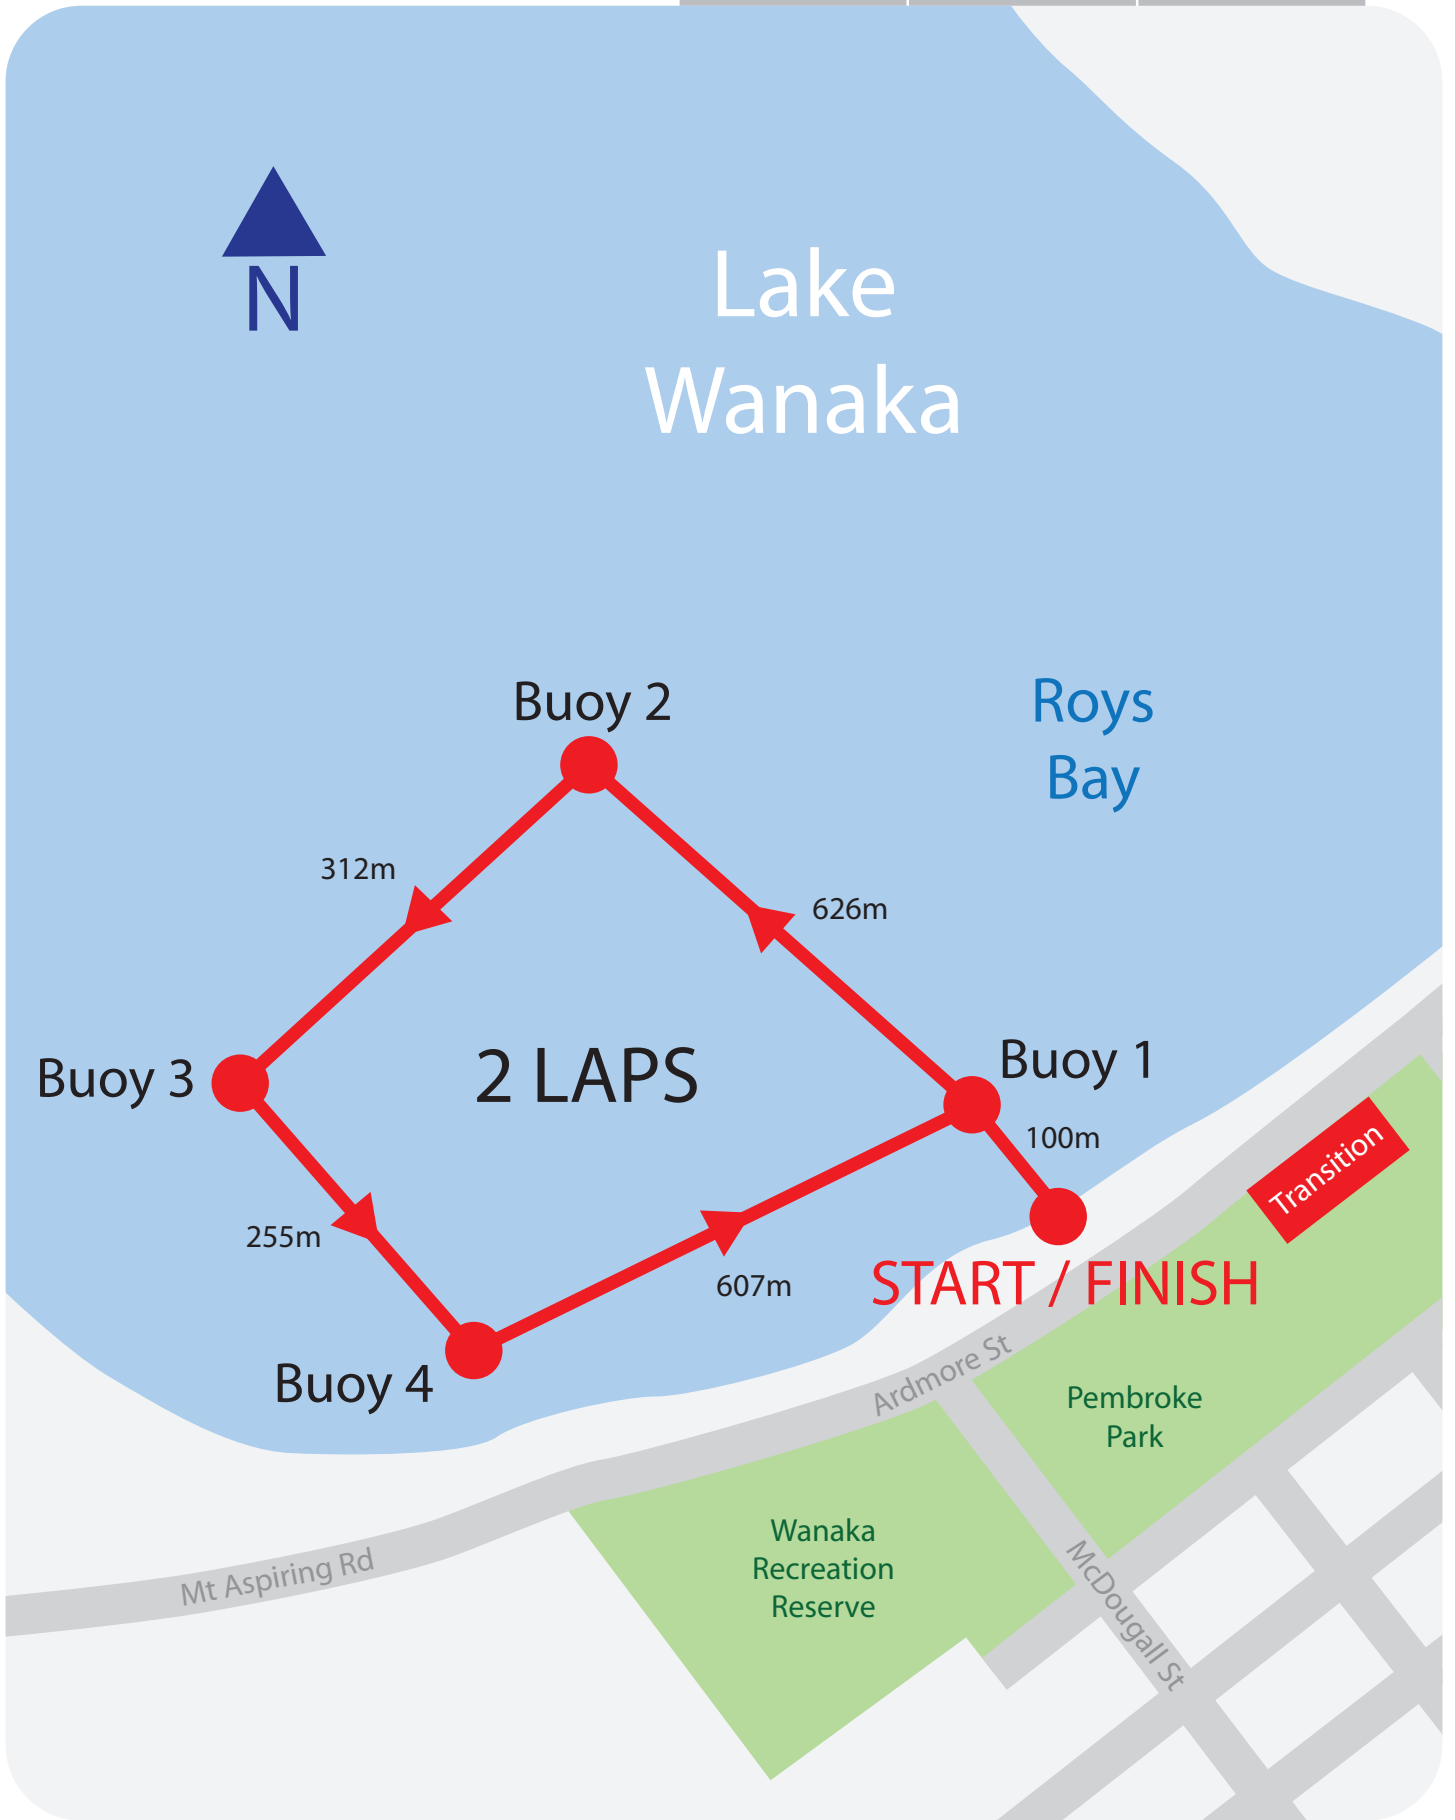 N
Lake
Wanaka
Roys
Bay
Buoy 2
312m
626m
Buoy 3
2 LAPS
Buoy 1
100m
Transition
255m
607m
START / FINISH
Buoy 4
Ardmore St
Pembroke
Park
Wanaka
Recreation
Reserve
Mt Aspiring Rd
McDougall St